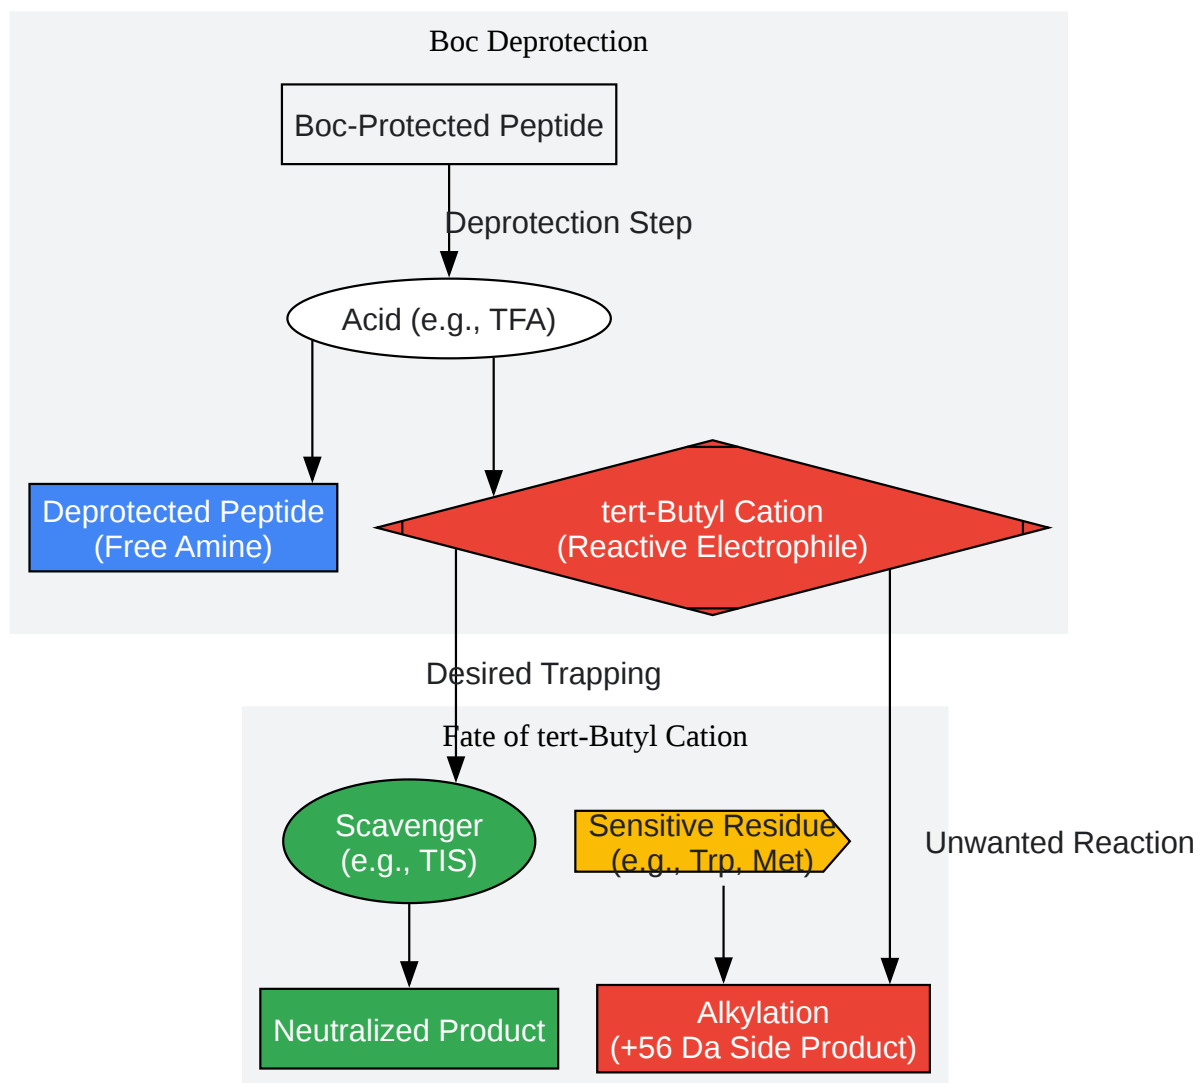 Boc Deprotection
Boc-Protected Peptide
Deprotection Step
Acid (e.g., TFA)
Deprotected Peptide
(Free Amine)
tert-Butyl Cation
(Reactive Electrophile)
Desired Trapping
Fate of tert-Butyl Cation
Scavenger
(e.g., TIS)
Sensitive Residue
(e.g., Trp, Met)
Unwanted Reaction
Neutralized Product
Alkylation
(+56 Da Side Product)